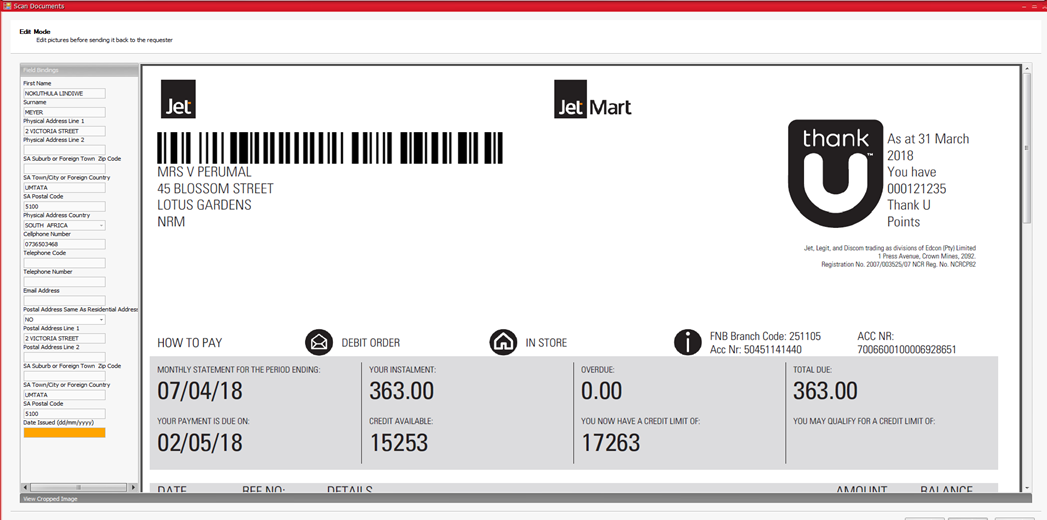 Scan Documents
Edit Mode
Edit pictures before sending it back to the requester
Field Bindings
First Name
NOKUTHULA LINDIWE
Surname
MEYER
Physical Address Line 1
2 VICTORIA STREET
Physical Address Line 2
SA Suburb or Foreign Town Zip Code
SA Town/City or Foreign Country
UMTATA
SA Postal Code
5100
Physical Address Country
SOUTH AFRICA
Cellphone Number
0736503468
Telephone Code
Telephone Number
Email Address
Postal Address Same As Residential Address
NO
Postal Address Line 1
2 VICTORIA STREET
Postal Address Line 2
SA Suburb or Foreign Town Zip Code
SA Town/City or Foreign Country
UMTATA
SA Postal Code
5100
Date Issued (dd/mm/yyyy)
View Cropped Image
Jet
Jet Mart
MRS V PERUMAL
45 BLOSSOM STREET
LOTUS GARDENS
NRM
thank
U™
As at 31 March
2018
You have
000121235
Thank U
Points
Jet, Legit, and Discom trading as divisions of Edcon (Pty) Limited
1 Press Avenue, Crown Mines, 2092.
Registration No. 2007/003525/07 NCR Reg. No. NCRCP82
HOW TO PAY
DEBIT ORDER
IN STORE
i
FNB Branch Code: 251105
Acc Nr: 50451141440
ACC NR:
7006600100006928651
MONTHLY STATEMENT FOR THE PERIOD ENDING:
07/04/18
YOUR INSTALMENT:
363.00
OVERDUE:
0.00
TOTAL DUE:
363.00
YOUR PAYMENT IS DUE ON:
02/05/18
CREDIT AVAILABLE:
15253
YOU NOW HAVE A CREDIT LIMIT OF:
17263
YOU MAY QUALIFY FOR A CREDIT LIMIT OF:
DATE REF NO: DETAILS AMOUNT BALANCE